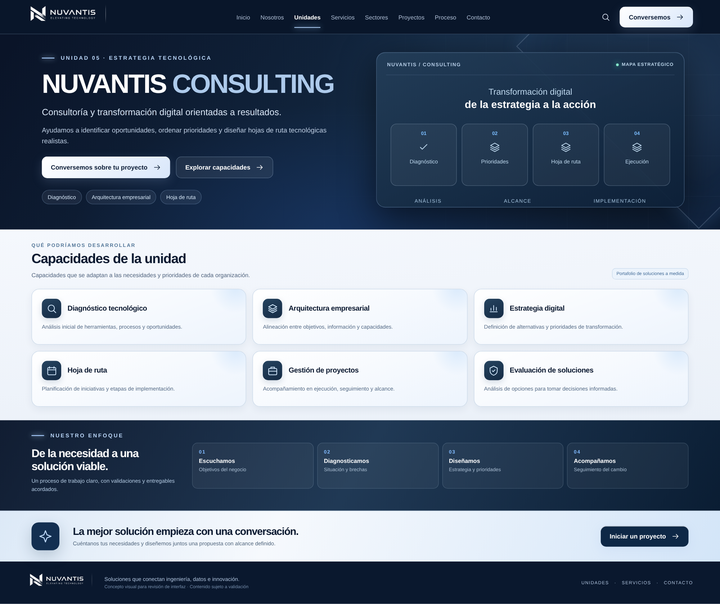 NUVANTIS
ELEVATING TECHNOLOGY
Inicio Nosotros Unidades Servicios Sectores Proyectos Proceso Contacto
Conversemos →
UNIDAD 05 · ESTRATEGIA TECNOLÓGICA
NUVANTIS CONSULTING
Consultoría y transformación digital orientadas a resultados.
Ayudamos a identificar oportunidades, ordenar prioridades y diseñar hojas de ruta tecnológicas
realistas.
Conversemos sobre tu proyecto →
Explorar capacidades →
Diagnóstico
Arquitectura empresarial
Hoja de ruta
NUVANTIS / CONSULTING
MAPA ESTRATÉGICO
Transformación digital
de la estrategia a la acción
01
Diagnóstico
02
Prioridades
03
Hoja de ruta
04
Ejecución
ANÁLISIS
ALCANCE
IMPLEMENTACIÓN
QUÉ PODRÍAMOS DESARROLLAR
Capacidades de la unidad
Capacidades que se adaptan a las necesidades y prioridades de cada organización.
Portafolio de soluciones a medida
Diagnóstico tecnológico
Análisis inicial de herramientas, procesos y oportunidades.
Arquitectura empresarial
Alineación entre objetivos, información y capacidades.
Estrategia digital
Definición de alternativas y prioridades de transformación.
Hoja de ruta
Planificación de iniciativas y etapas de implementación.
Gestión de proyectos
Acompañamiento en ejecución, seguimiento y alcance.
Evaluación de soluciones
Análisis de opciones para tomar decisiones informadas.
NUESTRO ENFOQUE
De la necesidad a una
solución viable.
Un proceso de trabajo claro, con validaciones y entregables
acordados.
01
Escuchamos
Objetivos del negocio
02
Diagnosticamos
Situación y brechas
03
Diseñamos
Estrategia y prioridades
04
Acompañamos
Seguimiento del cambio
La mejor solución empieza con una conversación.
Cuéntanos tus necesidades y diseñemos juntos una propuesta con alcance definido.
Iniciar un proyecto →
NUVANTIS
ELEVATING TECHNOLOGY
Soluciones que conectan ingeniería, datos e innovación.
Concepto visual para revisión de interfaz · Contenido sujeto a validación
UNIDADES · SERVICIOS · CONTACTO